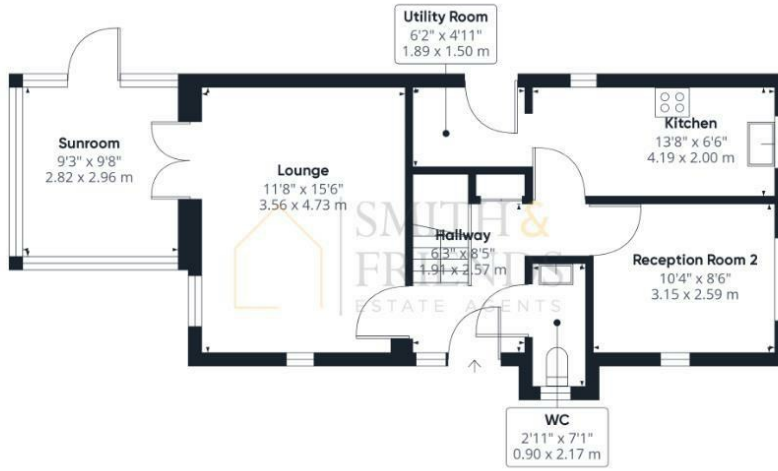 Utility Room
6'2" x 4'11"
1.89 x 1.50 m
Sunroom
9'3" x 9'8"
2.82 x 2.96 m
Lounge
11'8" x 15'6"
3.56 x 4.73 m
Kitchen
13'8" x 6'6"
4.19 x 2.00 m
SMITH &
FRIENDS
ESTATE AGENTS
Hallway
6'3" x 8'5"
1.91 x 2.57 m
Reception Room 2
10'4" x 8'6"
3.15 x 2.59 m
WC
2'11" x 7'1"
0.90 x 2.17 m